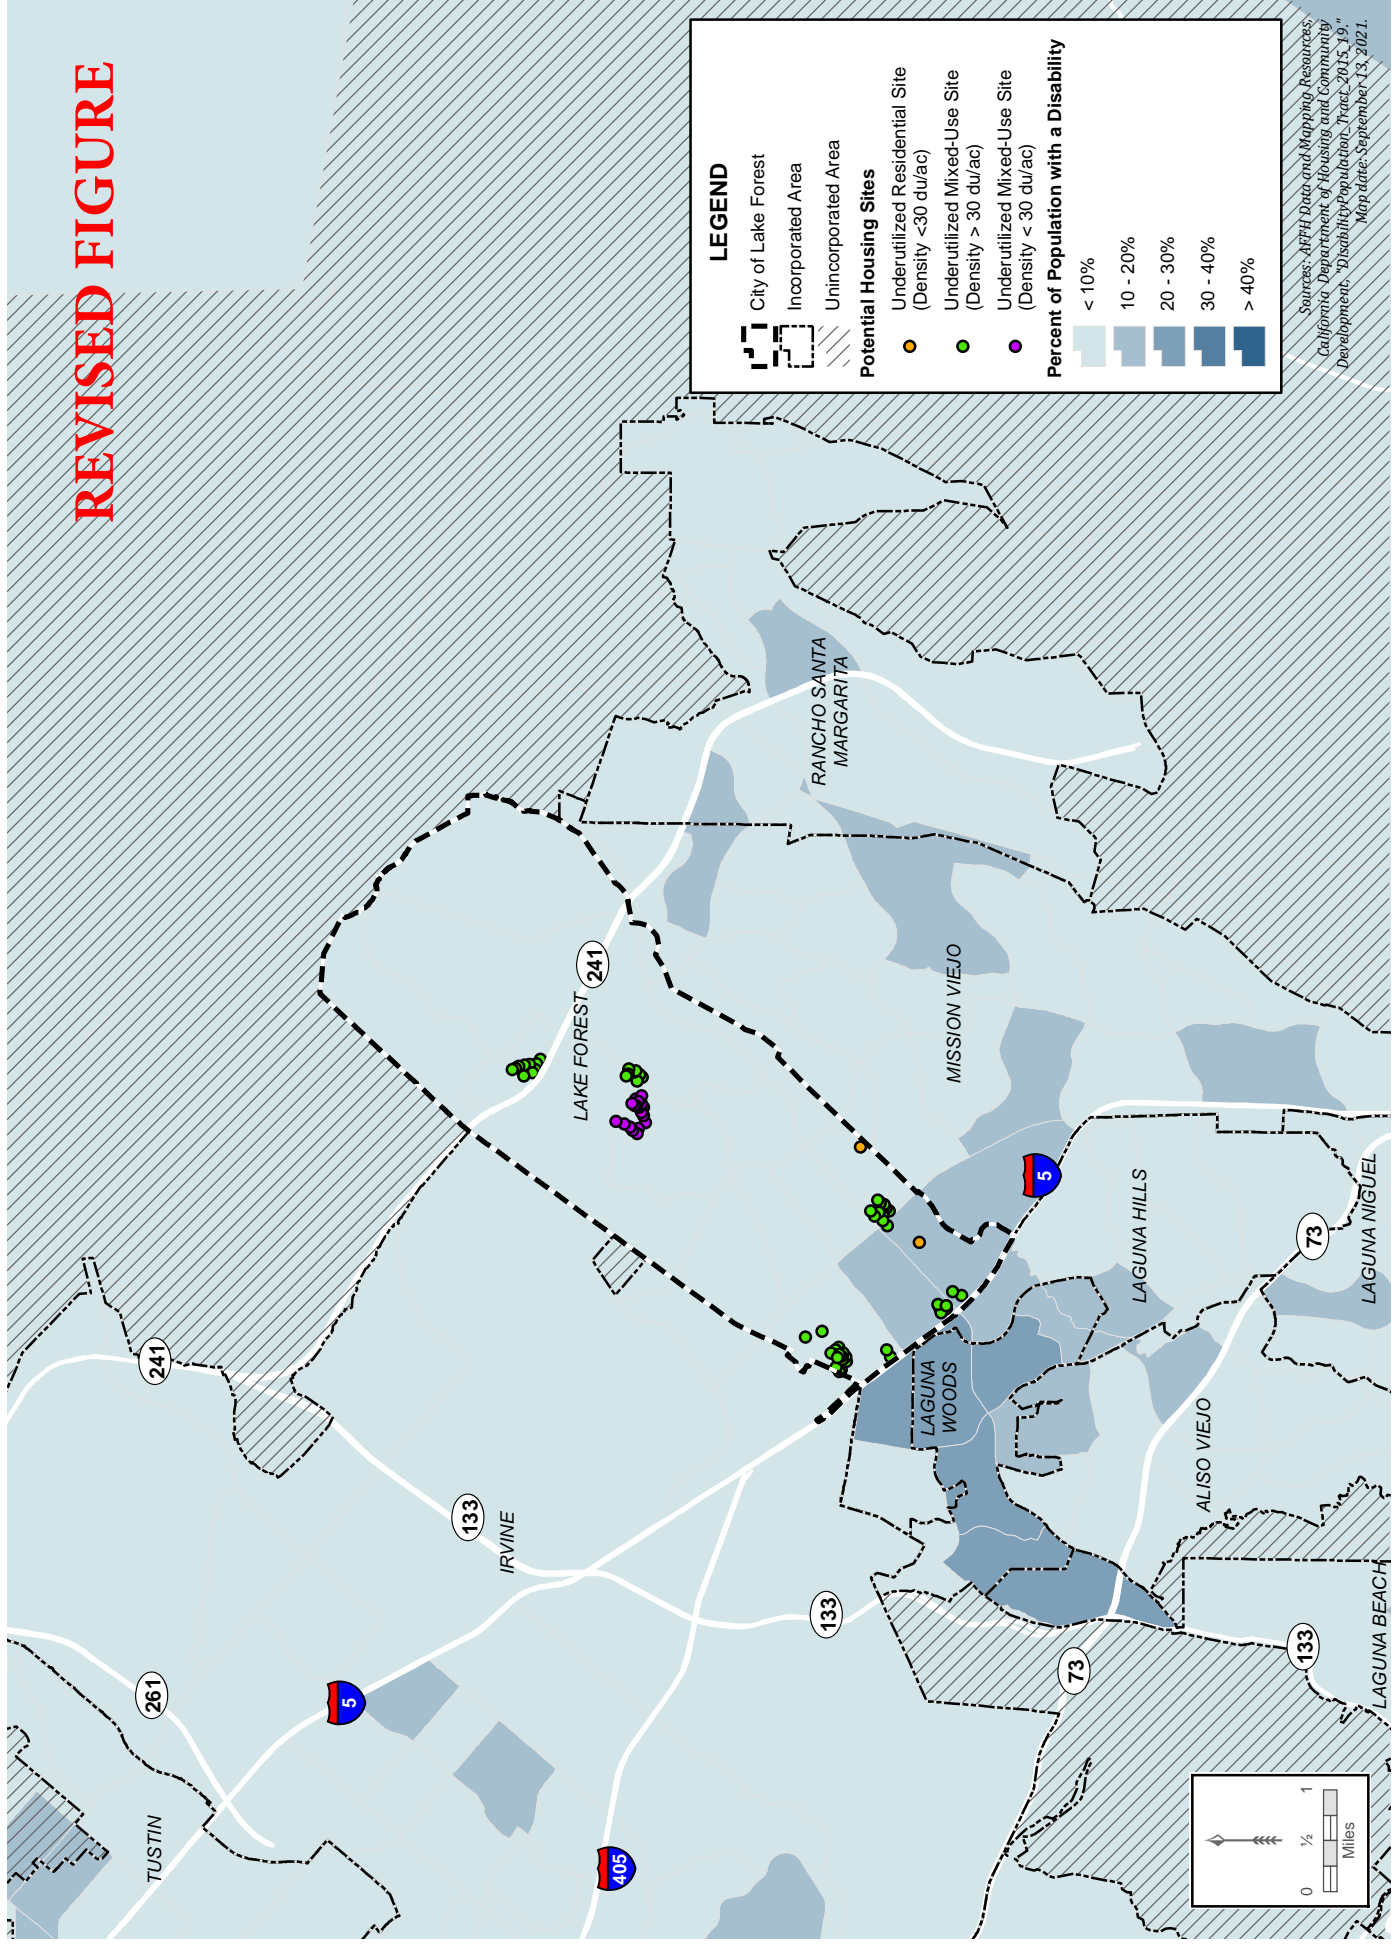 REVISED FIGURE
LEGEND
City of Lake Forest
Incorporated Area
Unincorporated Area
Potential Housing Sites
Underutilized Residential Site
(Density <30 du/ac)
Underutilized Mixed-Use Site
(Density > 30 du/ac)
Underutilized Mixed-Use Site
(Density < 30 du/ac)
Percent of Population with a Disability
< 10%
10 - 20%
20 - 30%
30 - 40%
> 40%
Sources: AFFH Data and Mapping Resources,
California Department of Housing and Community
Development, "DisabilityPopulation_Tract_2015_19."
Map date: September 13, 2021.
TUSTIN
261
5
405
IRVINE
133
241
133
73
133
LAGUNA BEACH
LAKE FOREST
241
LAGUNA
WOODS
ALISO VIEJO
LAGUNA HILLS
5
73
LAGUNA NIGUEL
MISSION VIEJO
RANCHO SANTA
MARGARITA
0
½
1
Miles